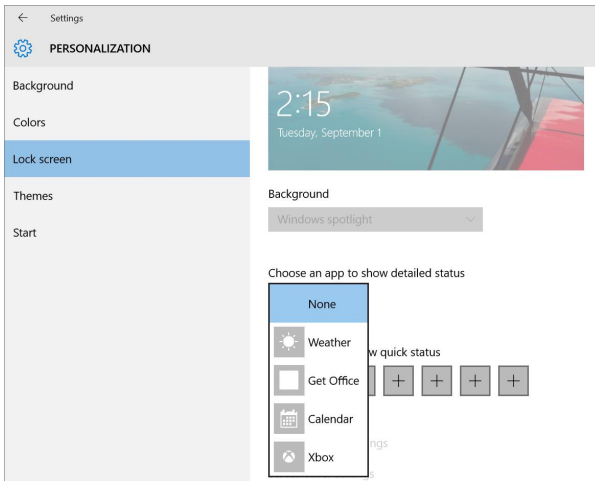 Settings
PERSONALIZATION
Background
Colors
Lock screen
Themes
Start
2:15
Tuesday, September 1
Background
Windows spotlight
Choose an app to show detailed status
None
Weather
Get Office
Calendar
Xbox
w quick status
ngs
s